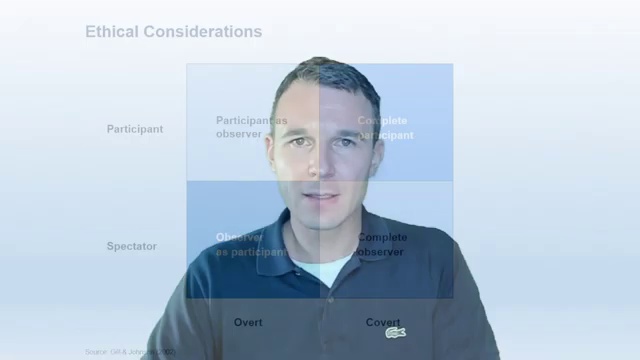 Ethical Considerations
Participant
Participant as
observer
Complete
participant
Spectator
Observer
as participant
Complete
observer
Overt
Covert
Source: Gill & Johnson (2002)